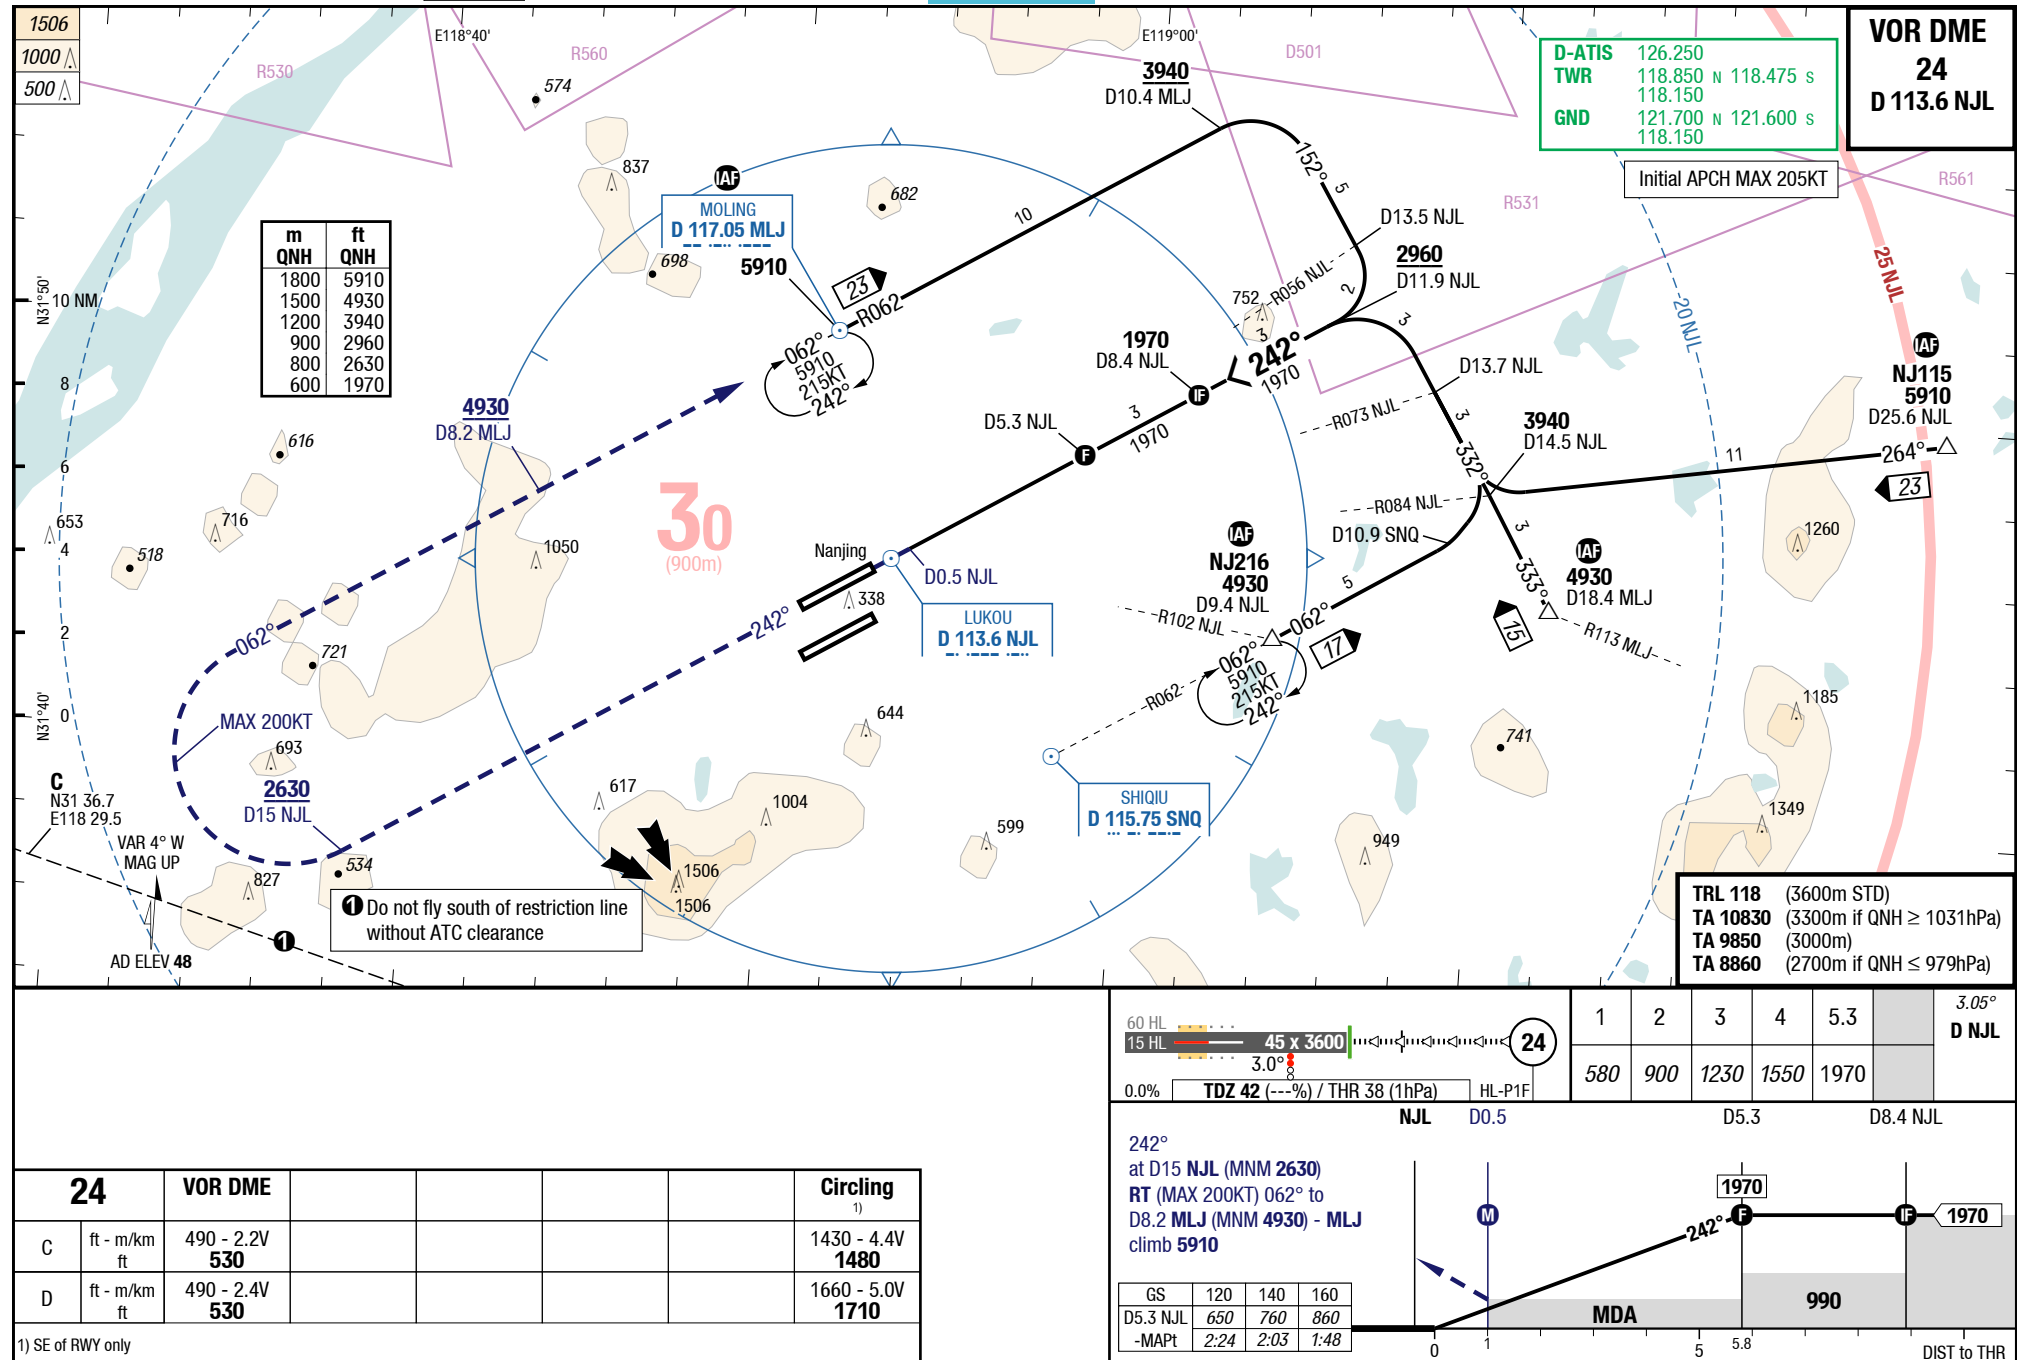 1506
1000
500
R530
E118°40'
R560
574
3940
D10.4 MLJ
E119°00'
D501
D-ATIS 126.250
TWR 118.850 N 118.475 S
118.150
GND 121.700 N 121.600 S
118.150
VOR DME
24
D 113.6 NJL
Initial APCH MAX 205KT
R561
R531
837
IAF
MOLING
D 117.05 MLJ
5910
682
698
m ft
QNH QNH
1800 5910
1500 4930
1200 3940
900 2960
800 2630
600 1970
N31°50'
10 NM
8
6
4
2
0
N31°40'
23
R062
10
152°
5
D13.5 NJL
2960
D11.9 NJL
R056 NJL
2
752
3
242°
1970
3
25 NJL
20 NJL
062°
5910
215KT
242°
1970
D8.4 NJL
IF
D5.3 NJL
F
3
1970
D13.7 NJL
R073 NJL
3
332°
3940
D14.5 NJL
R084 NJL
D10.9 SNQ
IAF
NJ115
5910
D25.6 NJL
264°
11
23
4930
D8.2 MLJ
616
716
653
518
1050
30
(900m)
Nanjing
338
D0.5 NJL
LUKOU
D 113.6 NJL
IAF
NJ216
4930
D9.4 NJL
R102 NJL
062°
5
17
062°
5910
215KT
242°
R062
3
333°
IAF
4930
D18.4 MLJ
15
R113 MLJ
1260
1185
062°
721
242°
MAX 200KT
693
2630
D15 NJL
644
741
C
N31 36.7
E118 29.5
VAR 4° W
MAG UP
617
1004
SHIQIU
D 115.75 SNQ
599
949
1349
534
827
1506
1506
1 Do not fly south of restriction line
without ATC clearance
1
AD ELEV 48
TRL 118 (3600m STD)
TA 10830 (3300m if QNH ≥ 1031hPa)
TA 9850 (3000m)
TA 8860 (2700m if QNH ≤ 979hPa)
60 HL
15 HL
45 x 3600
24
3.0°
0.0%
TDZ 42 (---%) / THR 38 (1hPa)
HL-P1F
1 2 3 4 5.3 3.05°
D NJL
580 900 1230 1550 1970
NJL D0.5 D5.3 D8.4 NJL
242°
at D15 NJL (MNM 2630)
RT (MAX 200KT) 062° to
D8.2 MLJ (MNM 4930) - MLJ
climb 5910
M
1970
242°
F
IF
1970
MDA
990
GS 120 140 160
D5.3 NJL 650 760 860
-MAPt 2:24 2:03 1:48
0 1 5 5.8 DIST to THR
24 VOR DME Circling
1)
C ft - m/km 490 - 2.2V 1430 - 4.4V
ft 530 1480
D ft - m/km 490 - 2.4V 1660 - 5.0V
ft 530 1710
1) SE of RWY only